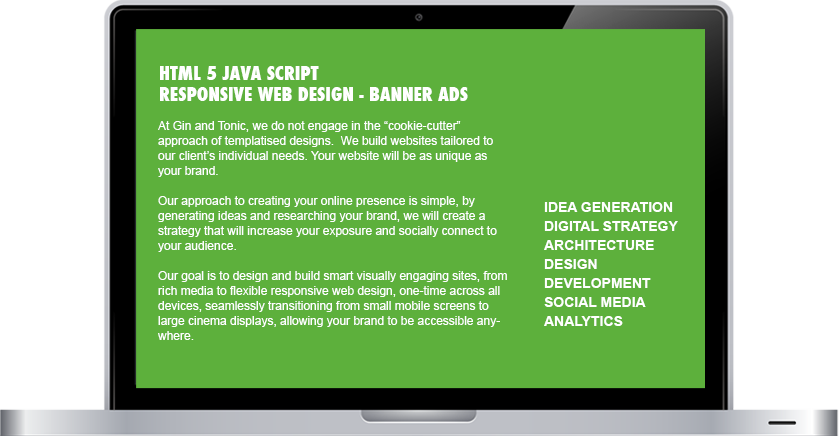 HTML 5 JAVA SCRIPT
RESPONSIVE WEB DESIGN - BANNER ADS
At Gin and Tonic, we do not engage in the “cookie-cutter”
approach of templatised designs.  We build websites tailored to
our client’s individual needs. Your website will be as unique as
your brand.
Our approach to creating your online presence is simple, by
generating ideas and researching your brand, we will create a
strategy that will increase your exposure and socially connect to
your audience.
Our goal is to design and build smart visually engaging sites, from
rich media to flexible responsive web design, one-time across all
devices, seamlessly transitioning from small mobile screens to
large cinema displays, allowing your brand to be accessible any-
where.
IDEA GENERATION
DIGITAL STRATEGY
ARCHITECTURE
DESIGN
DEVELOPMENT
SOCIAL MEDIA
ANALYTICS